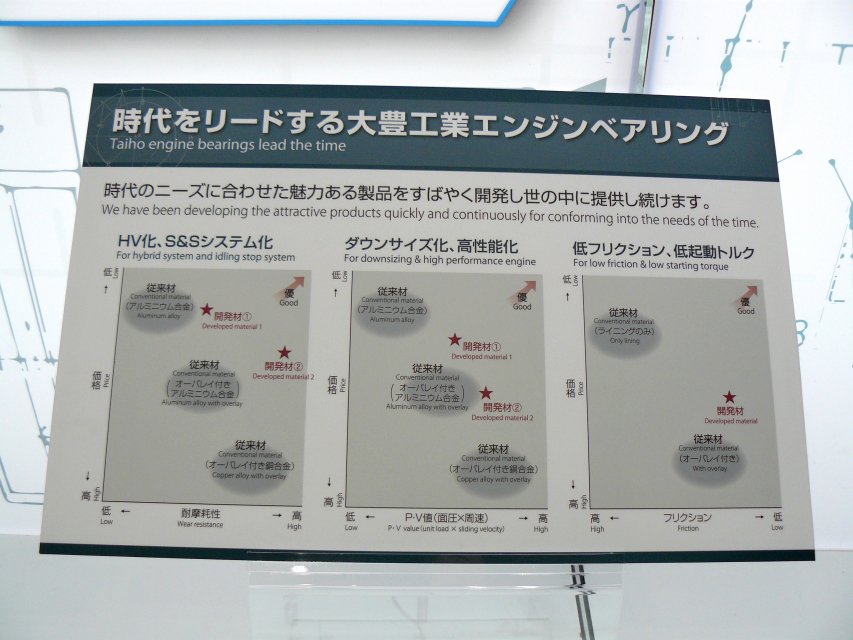 時代をリードする大豊工業エンジンベアリング
Taiho engine bearings lead the time
時代のニーズに合わせた魅力ある製品をすばやく開発し世の中に提供し続けます。
We have been developing the attractive products quickly and continuously for conforming into the needs of the time.
HV化、S&Sシステム化
For hybrid system and idling stop system
低 Low
↑
価格 Price
↓
高 High
従来材
Conventional material
(アルミニウム合金)
Aluminum alloy
優
Good
★ 開発材①
Developed material 1
★
開発材②
Developed material 2
従来材
Conventional material
(オーバレイ付き
アルミニウム合金)
Aluminum alloy with overlay
従来材
Conventional material
(オーバレイ付き銅合金)
Copper alloy with overlay
低 ← 耐摩耗性 → 高
Low Wear resistance High
ダウンサイズ化、高性能化
For downsizing & high performance engine
低 Low
↑
価格 Price
↓
高 High
従来材
Conventional material
(アルミニウム合金)
Aluminum alloy
優
Good
★
開発材①
Developed material 1
従来材
Conventional material
(オーバレイ付き
アルミニウム合金)
Aluminum alloy with overlay
★
開発材②
Developed material 2
従来材
Conventional material
(オーバレイ付き銅合金)
Copper alloy with overlay
低 ← P・V値(面圧×周速) → 高
Low P・V value (unit load × sliding velocity) High
低フリクション、低起動トルク
For low friction & low starting torque
低 Low
↑
価格 Price
↓
高 High
従来材
Conventional material
(ライニングのみ)
Only lining
優
Good
★
開発材
Developed material
従来材
Conventional material
(オーバレイ付き)
With overlay
高 ← フリクション → 低
High Friction Low